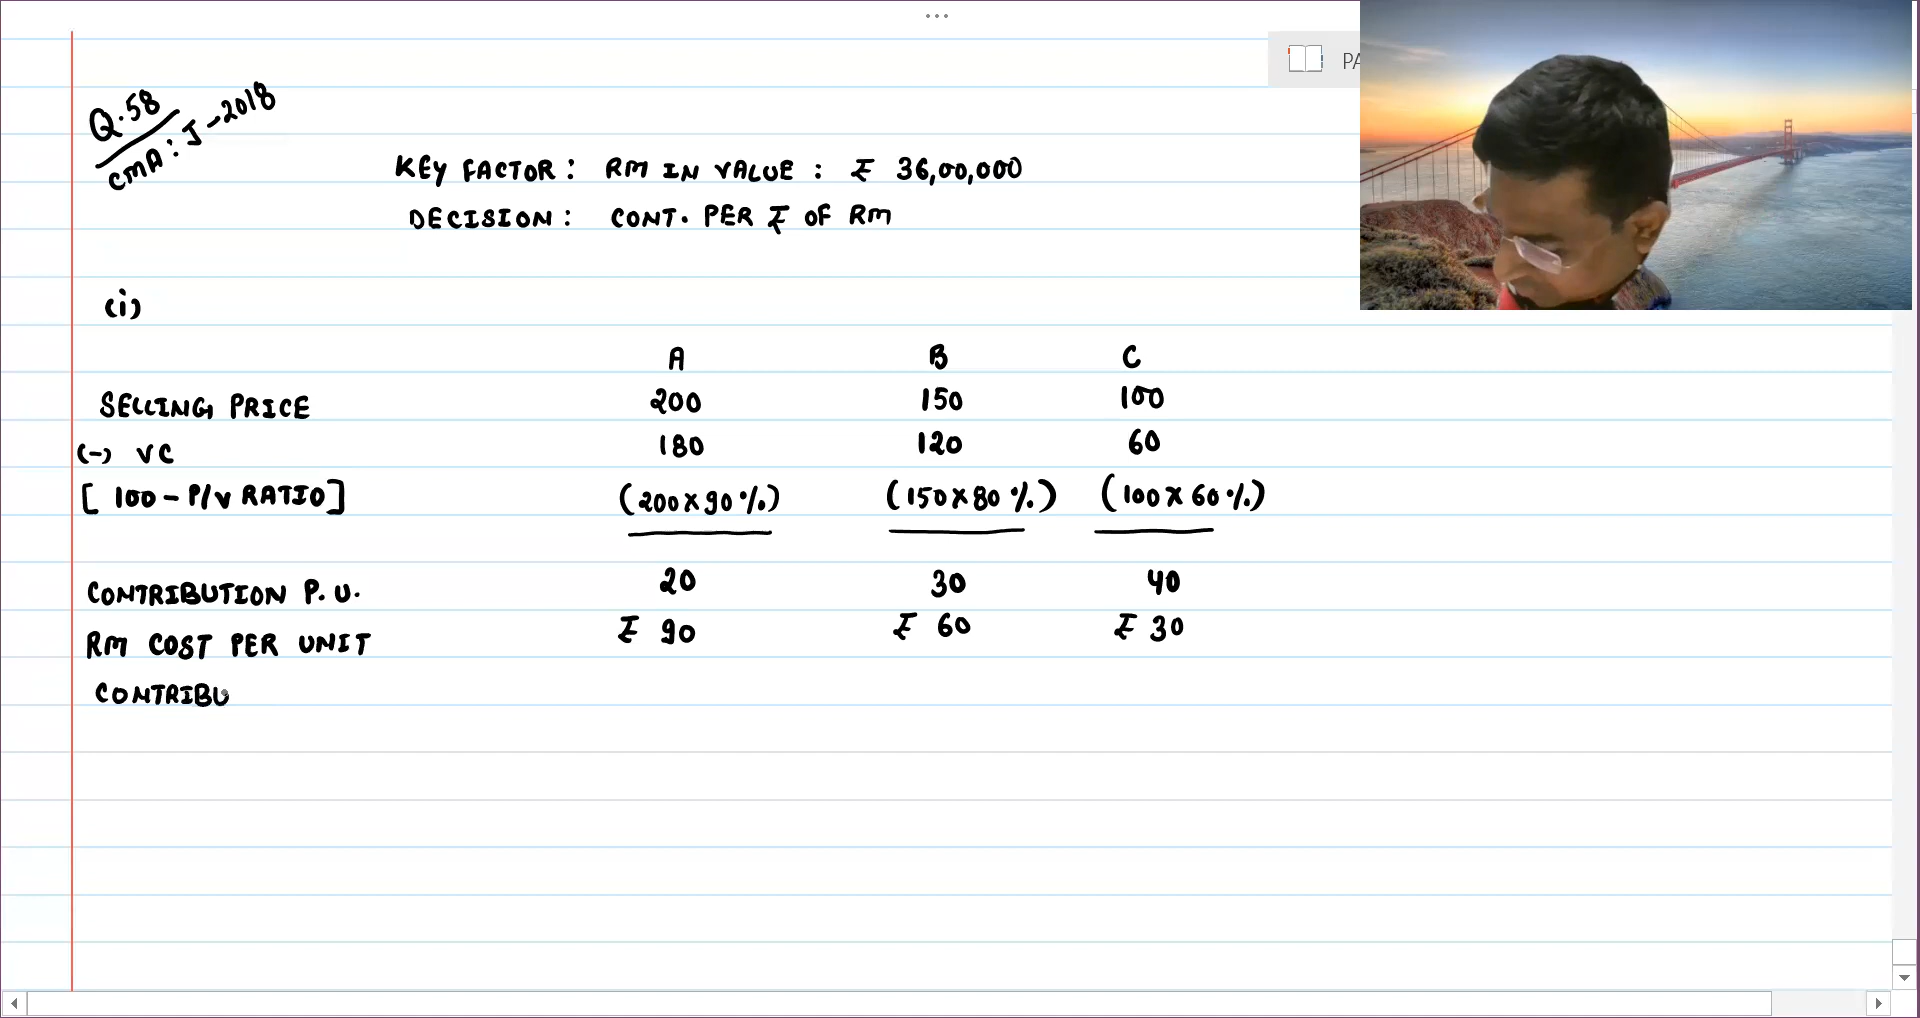 PA
Q.58
CMA: J-2018
KEY FACTOR: RM IN VALUE : ₹ 36,00,000
DECISION: CONT. PER ₹ OF RM
(i)
A B C
SELLING PRICE 200 150 100
(-) VC 180 120 60
[ 100 - P/V RATIO] (200 x 90 %) (150 x 80 %) (100 x 60 %)
CONTRIBUTION P.U. 20 30 40
RM COST PER UNIT ₹ 90 ₹ 60 ₹ 30
CONTRIBU